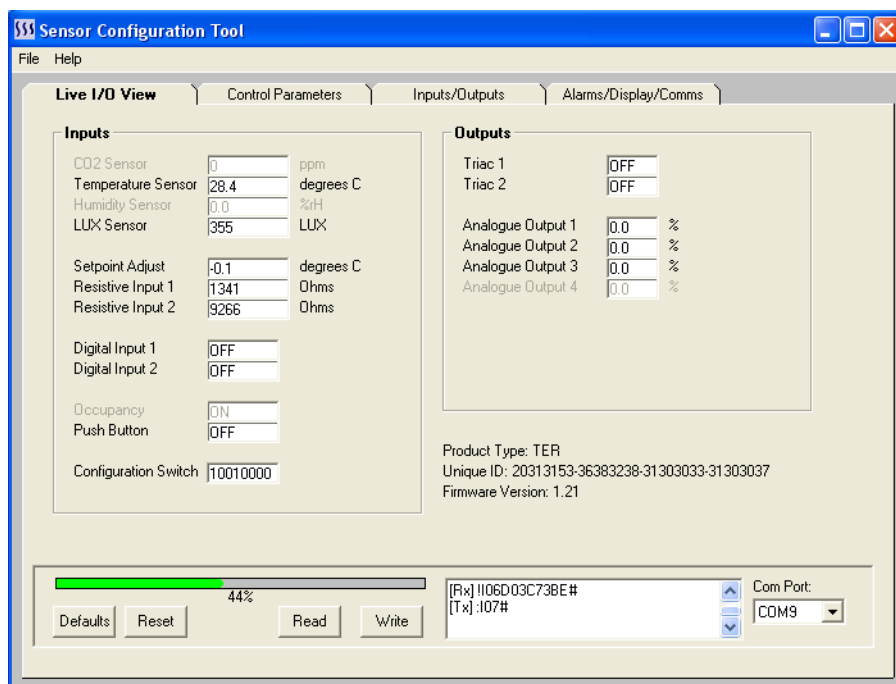 SSS Sensor Configuration Tool
File Help
Live I/O View Control Parameters Inputs/Outputs Alarms/Display/Comms
Inputs
CO2 Sensor 0 ppm
Temperature Sensor 28.4 degrees C
Humidity Sensor 0.0 %rH
LUX Sensor 355 LUX
Setpoint Adjust -0.1 degrees C
Resistive Input 1 1341 Ohms
Resistive Input 2 9266 Ohms
Digital Input 1 OFF
Digital Input 2 OFF
Occupancy ON
Push Button OFF
Configuration Switch 10010000
Outputs
Triac 1 OFF
Triac 2 OFF
Analogue Output 1 0.0 %
Analogue Output 2 0.0 %
Analogue Output 3 0.0 %
Analogue Output 4 0.0 %
Product Type: TER
Unique ID: 20313153-36383238-31303033-31303037
Firmware Version: 1.21
44%
Defaults Reset Read Write
[Rx] !I06D03C73BE#
[Tx] :I07#
Com Port:
COM9